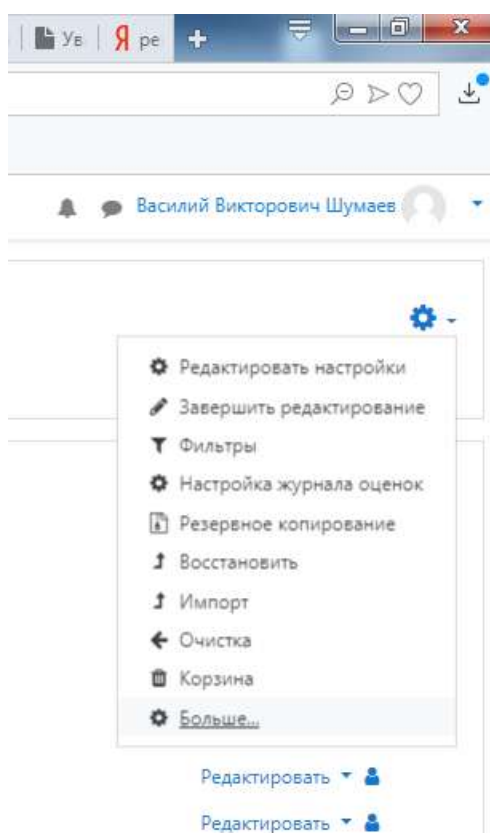 Ув Я ре
Василий Викторович Шумаев
Редактировать настройки
Завершить редактирование
Фильтры
Настройка журнала оценок
Резервное копирование
Восстановить
Импорт
Очистка
Корзина
Больше...
Редактировать
Редактировать